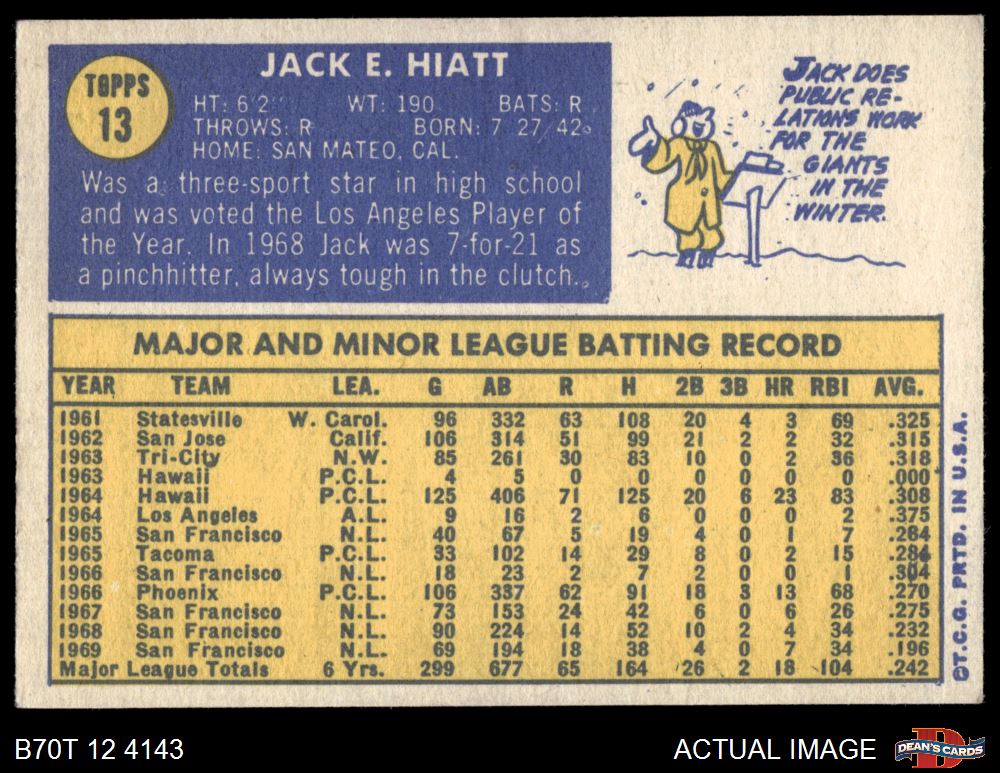 TOPPS
13
JACK E. HIATT
HT: 6 2 WT: 190 BATS: R
THROWS: R BORN: 7 27 42
HOME: SAN MATEO, CAL.
Was a three-sport star in high school
and was voted the Los Angeles Player of
the Year. In 1968 Jack was 7-for-21 as
a pinchhitter, always tough in the clutch.
JACK DOES
PUBLIC RE-
LATIONS WORK
FOR THE
GIANTS
IN THE
WINTER.
MAJOR AND MINOR LEAGUE BATTING RECORD
YEAR TEAM LEA. G AB R H 2B 3B HR RBI AVG.
1961 Statesville W. Carol. 96 332 63 108 20 4 3 69 .325
1962 San Jose Calif. 106 314 51 99 21 2 2 32 .315
1963 Tri-City N.W. 85 261 30 83 10 0 2 36 .318
1963 Hawaii P.C.L. 4 5 0 0 0 0 0 0 .000
1964 Hawaii P.C.L. 125 406 71 125 20 6 23 83 .308
1964 Los Angeles A.L. 9 16 2 6 0 0 0 2 .375
1965 San Francisco N.L. 40 67 5 19 4 0 1 7 .284
1965 Tacoma P.C.L. 33 102 14 29 8 0 2 15 .284
1966 San Francisco N.L. 18 23 2 7 2 0 0 1 .304
1966 Phoenix P.C.L. 106 337 62 91 18 3 13 68 .270
1967 San Francisco N.L. 73 153 24 42 6 0 6 26 .275
1968 San Francisco N.L. 90 224 14 52 10 2 4 34 .232
1969 San Francisco N.L. 69 194 18 38 4 0 7 34 .196
Major League Totals 6 Yrs. 299 677 65 164 26 2 18 104 .242
©T.C.G. PRTD. IN U.S.A.
B70T 12 4143
ACTUAL IMAGE
D
DEAN'S CARDS